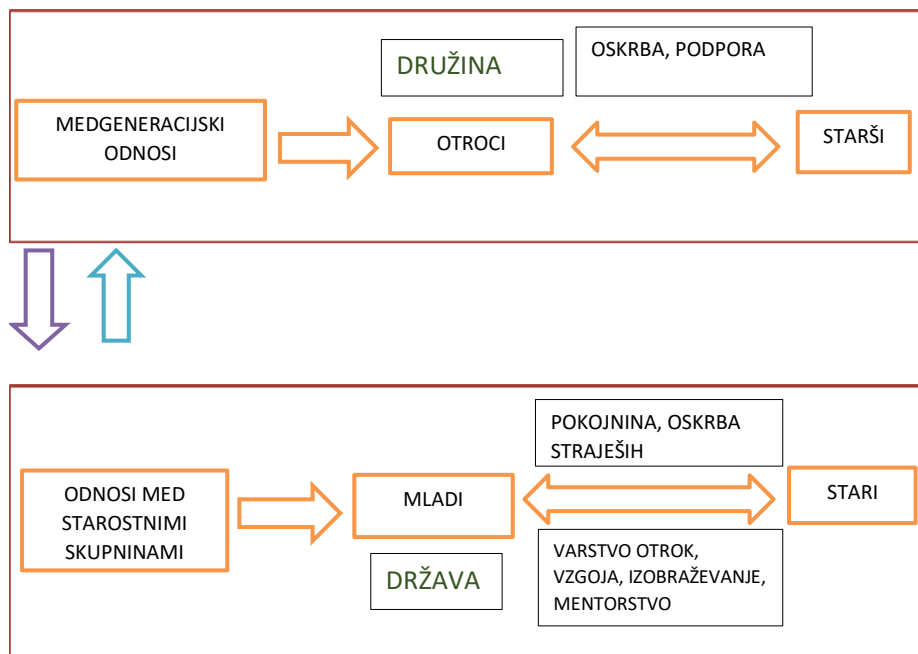 DRUŽINA
OSKRBA, PODPORA
MEDGENERACIJSKI
ODNOSI
OTROCI
STARŠI
POKOJNINA, OSKRBA
STRAJEŠIH
ODNOSI MED
STAROSTNIMI
SKUPNINAMI
MLADI
STARI
DRŽAVA
VARSTVO OTROK,
VZGOJA, IZOBRAŽEVANJE,
MENTORSTVO